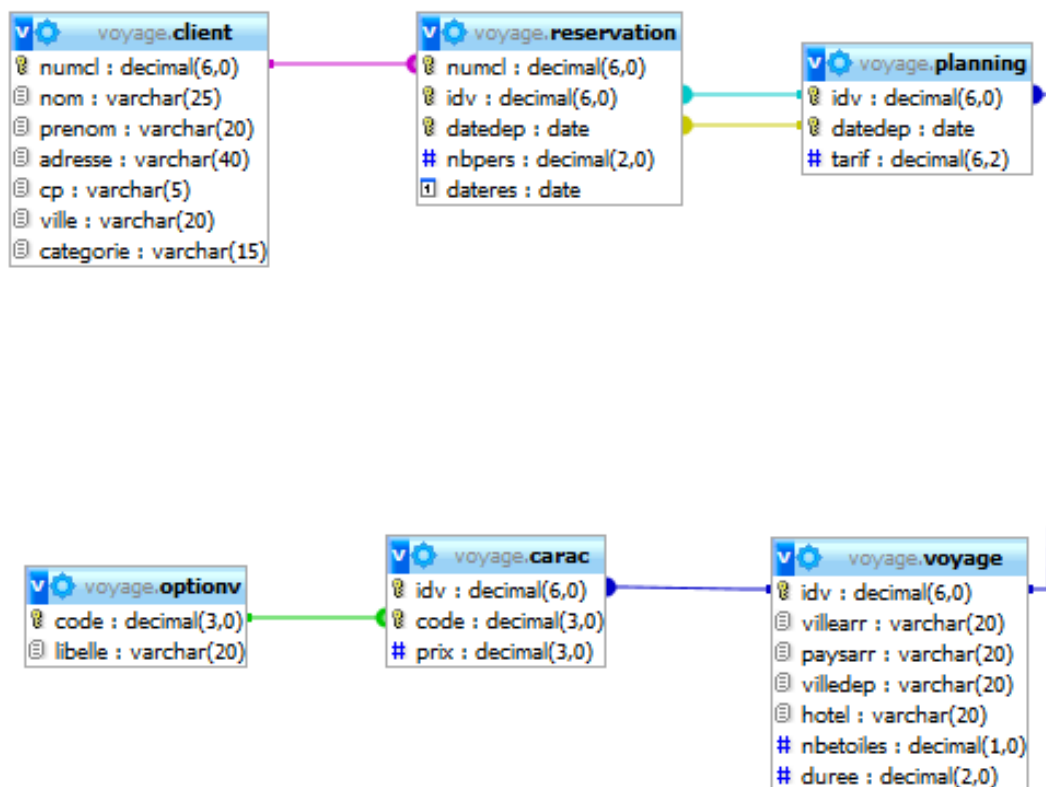 voyage.client
numcl : decimal(6,0)
nom : varchar(25)
prenom : varchar(20)
adresse : varchar(40)
cp : varchar(5)
ville : varchar(20)
categorie : varchar(15)
voyage.reservation
numcl : decimal(6,0)
idv : decimal(6,0)
datedep : date
nbpers : decimal(2,0)
dateres : date
voyage.planning
idv : decimal(6,0)
datedep : date
tarif : decimal(6,2)
voyage.optionv
code : decimal(3,0)
libelle : varchar(20)
voyage.carac
idv : decimal(6,0)
code : decimal(3,0)
prix : decimal(3,0)
voyage.voyage
idv : decimal(6,0)
villearr : varchar(20)
paysarr : varchar(20)
villedep : varchar(20)
hotel : varchar(20)
nbetoiles : decimal(1,0)
duree : decimal(2,0)